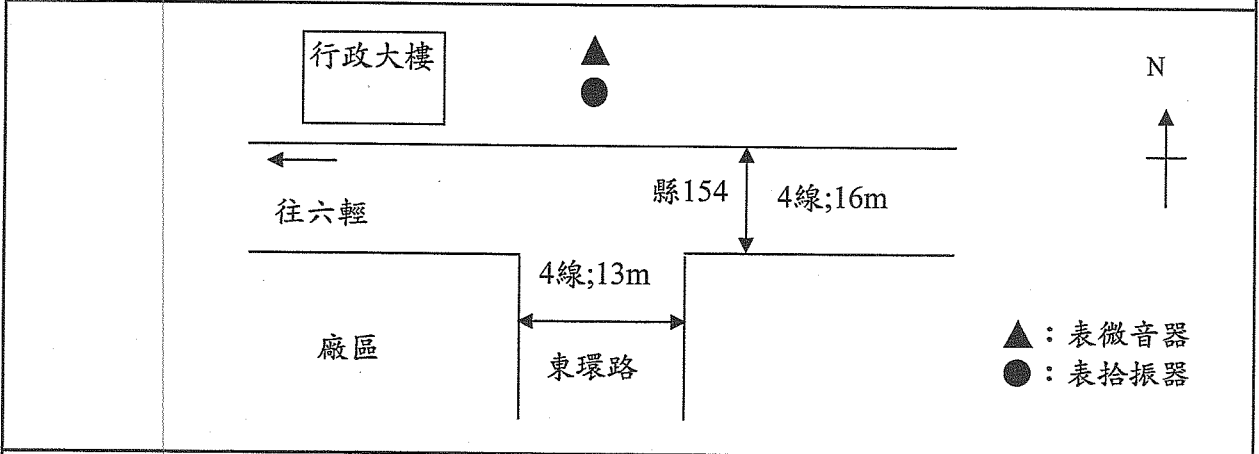 行政大樓
N
縣154
4線;16m
往六輕
4線;13m
廠區
東環路
▲：表微音器
●：表拾振器